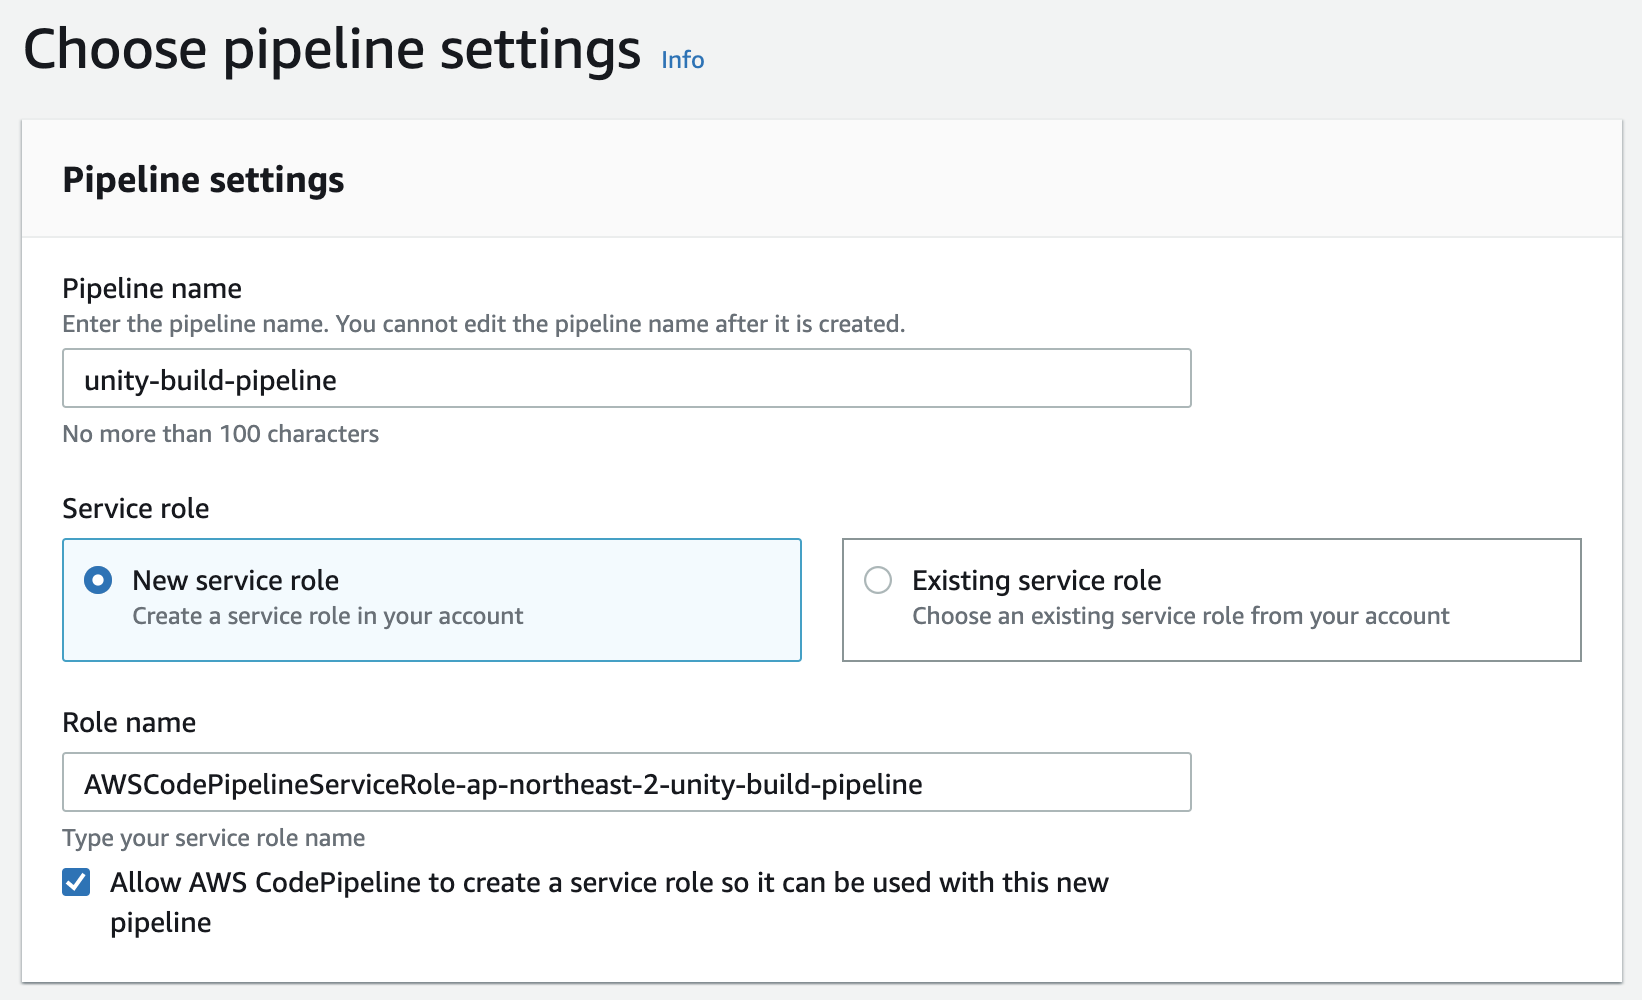 Choose pipeline settings Info
Pipeline settings
Pipeline name
Enter the pipeline name. You cannot edit the pipeline name after it is created.
unity-build-pipeline
No more than 100 characters
Service role
New service role
Create a service role in your account
Existing service role
Choose an existing service role from your account
Role name
AWSCodePipelineServiceRole-ap-northeast-2-unity-build-pipeline
Type your service role name
Allow AWS CodePipeline to create a service role so it can be used with this new
pipeline